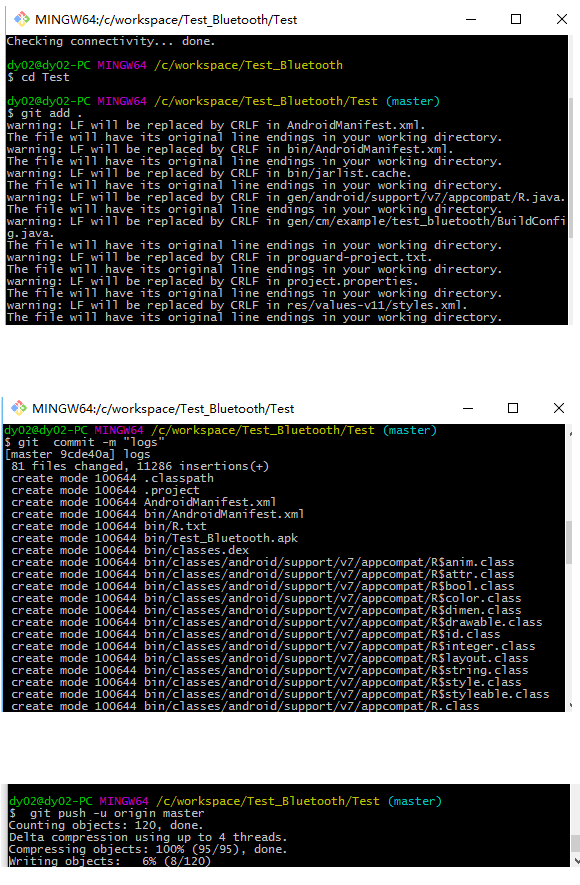 MINGW64:/c/workspace/Test_Bluetooth/Test
Checking connectivity... done.
dy02@dy02-PC MINGW64 /c/workspace/Test_Bluetooth
$ cd Test
dy02@dy02-PC MINGW64 /c/workspace/Test_Bluetooth/Test (master)
$ git add .
warning: LF will be replaced by CRLF in AndroidManifest.xml.
The file will have its original line endings in your working directory.
warning: LF will be replaced by CRLF in bin/AndroidManifest.xml.
The file will have its original line endings in your working directory.
warning: LF will be replaced by CRLF in bin/jarlist.cache.
The file will have its original line endings in your working directory.
warning: LF will be replaced by CRLF in gen/android/support/v7/appcompat/R.java.
The file will have its original line endings in your working directory.
warning: LF will be replaced by CRLF in gen/cm/example/test_bluetooth/BuildConfi
g.java.
The file will have its original line endings in your working directory.
warning: LF will be replaced by CRLF in proguard-project.txt.
The file will have its original line endings in your working directory.
warning: LF will be replaced by CRLF in project.properties.
The file will have its original line endings in your working directory.
warning: LF will be replaced by CRLF in res/values-v11/styles.xml.
The file will have its original line endings in your working directory.
MINGW64:/c/workspace/Test_Bluetooth/Test
dy02@dy02-PC MINGW64 /c/workspace/Test_Bluetooth/Test (master)
$ git  commit -m "logs"
[master 9cde40a] logs
 81 files changed, 11286 insertions(+)
 create mode 100644 .classpath
 create mode 100644 .project
 create mode 100644 AndroidManifest.xml
 create mode 100644 bin/AndroidManifest.xml
 create mode 100644 bin/R.txt
 create mode 100644 bin/Test_Bluetooth.apk
 create mode 100644 bin/classes.dex
 create mode 100644 bin/classes/android/support/v7/appcompat/R$anim.class
 create mode 100644 bin/classes/android/support/v7/appcompat/R$attr.class
 create mode 100644 bin/classes/android/support/v7/appcompat/R$bool.class
 create mode 100644 bin/classes/android/support/v7/appcompat/R$color.class
 create mode 100644 bin/classes/android/support/v7/appcompat/R$dimen.class
 create mode 100644 bin/classes/android/support/v7/appcompat/R$drawable.class
 create mode 100644 bin/classes/android/support/v7/appcompat/R$id.class
 create mode 100644 bin/classes/android/support/v7/appcompat/R$integer.class
 create mode 100644 bin/classes/android/support/v7/appcompat/R$layout.class
 create mode 100644 bin/classes/android/support/v7/appcompat/R$string.class
 create mode 100644 bin/classes/android/support/v7/appcompat/R$style.class
 create mode 100644 bin/classes/android/support/v7/appcompat/R$styleable.class
 create mode 100644 bin/classes/android/support/v7/appcompat/R.class
dy02@dy02-PC MINGW64 /c/workspace/Test_Bluetooth/Test (master)
$  git push -u origin master
Counting objects: 120, done.
Delta compression using up to 4 threads.
Compressing objects: 100% (95/95), done.
Writing objects:   6% (8/120)